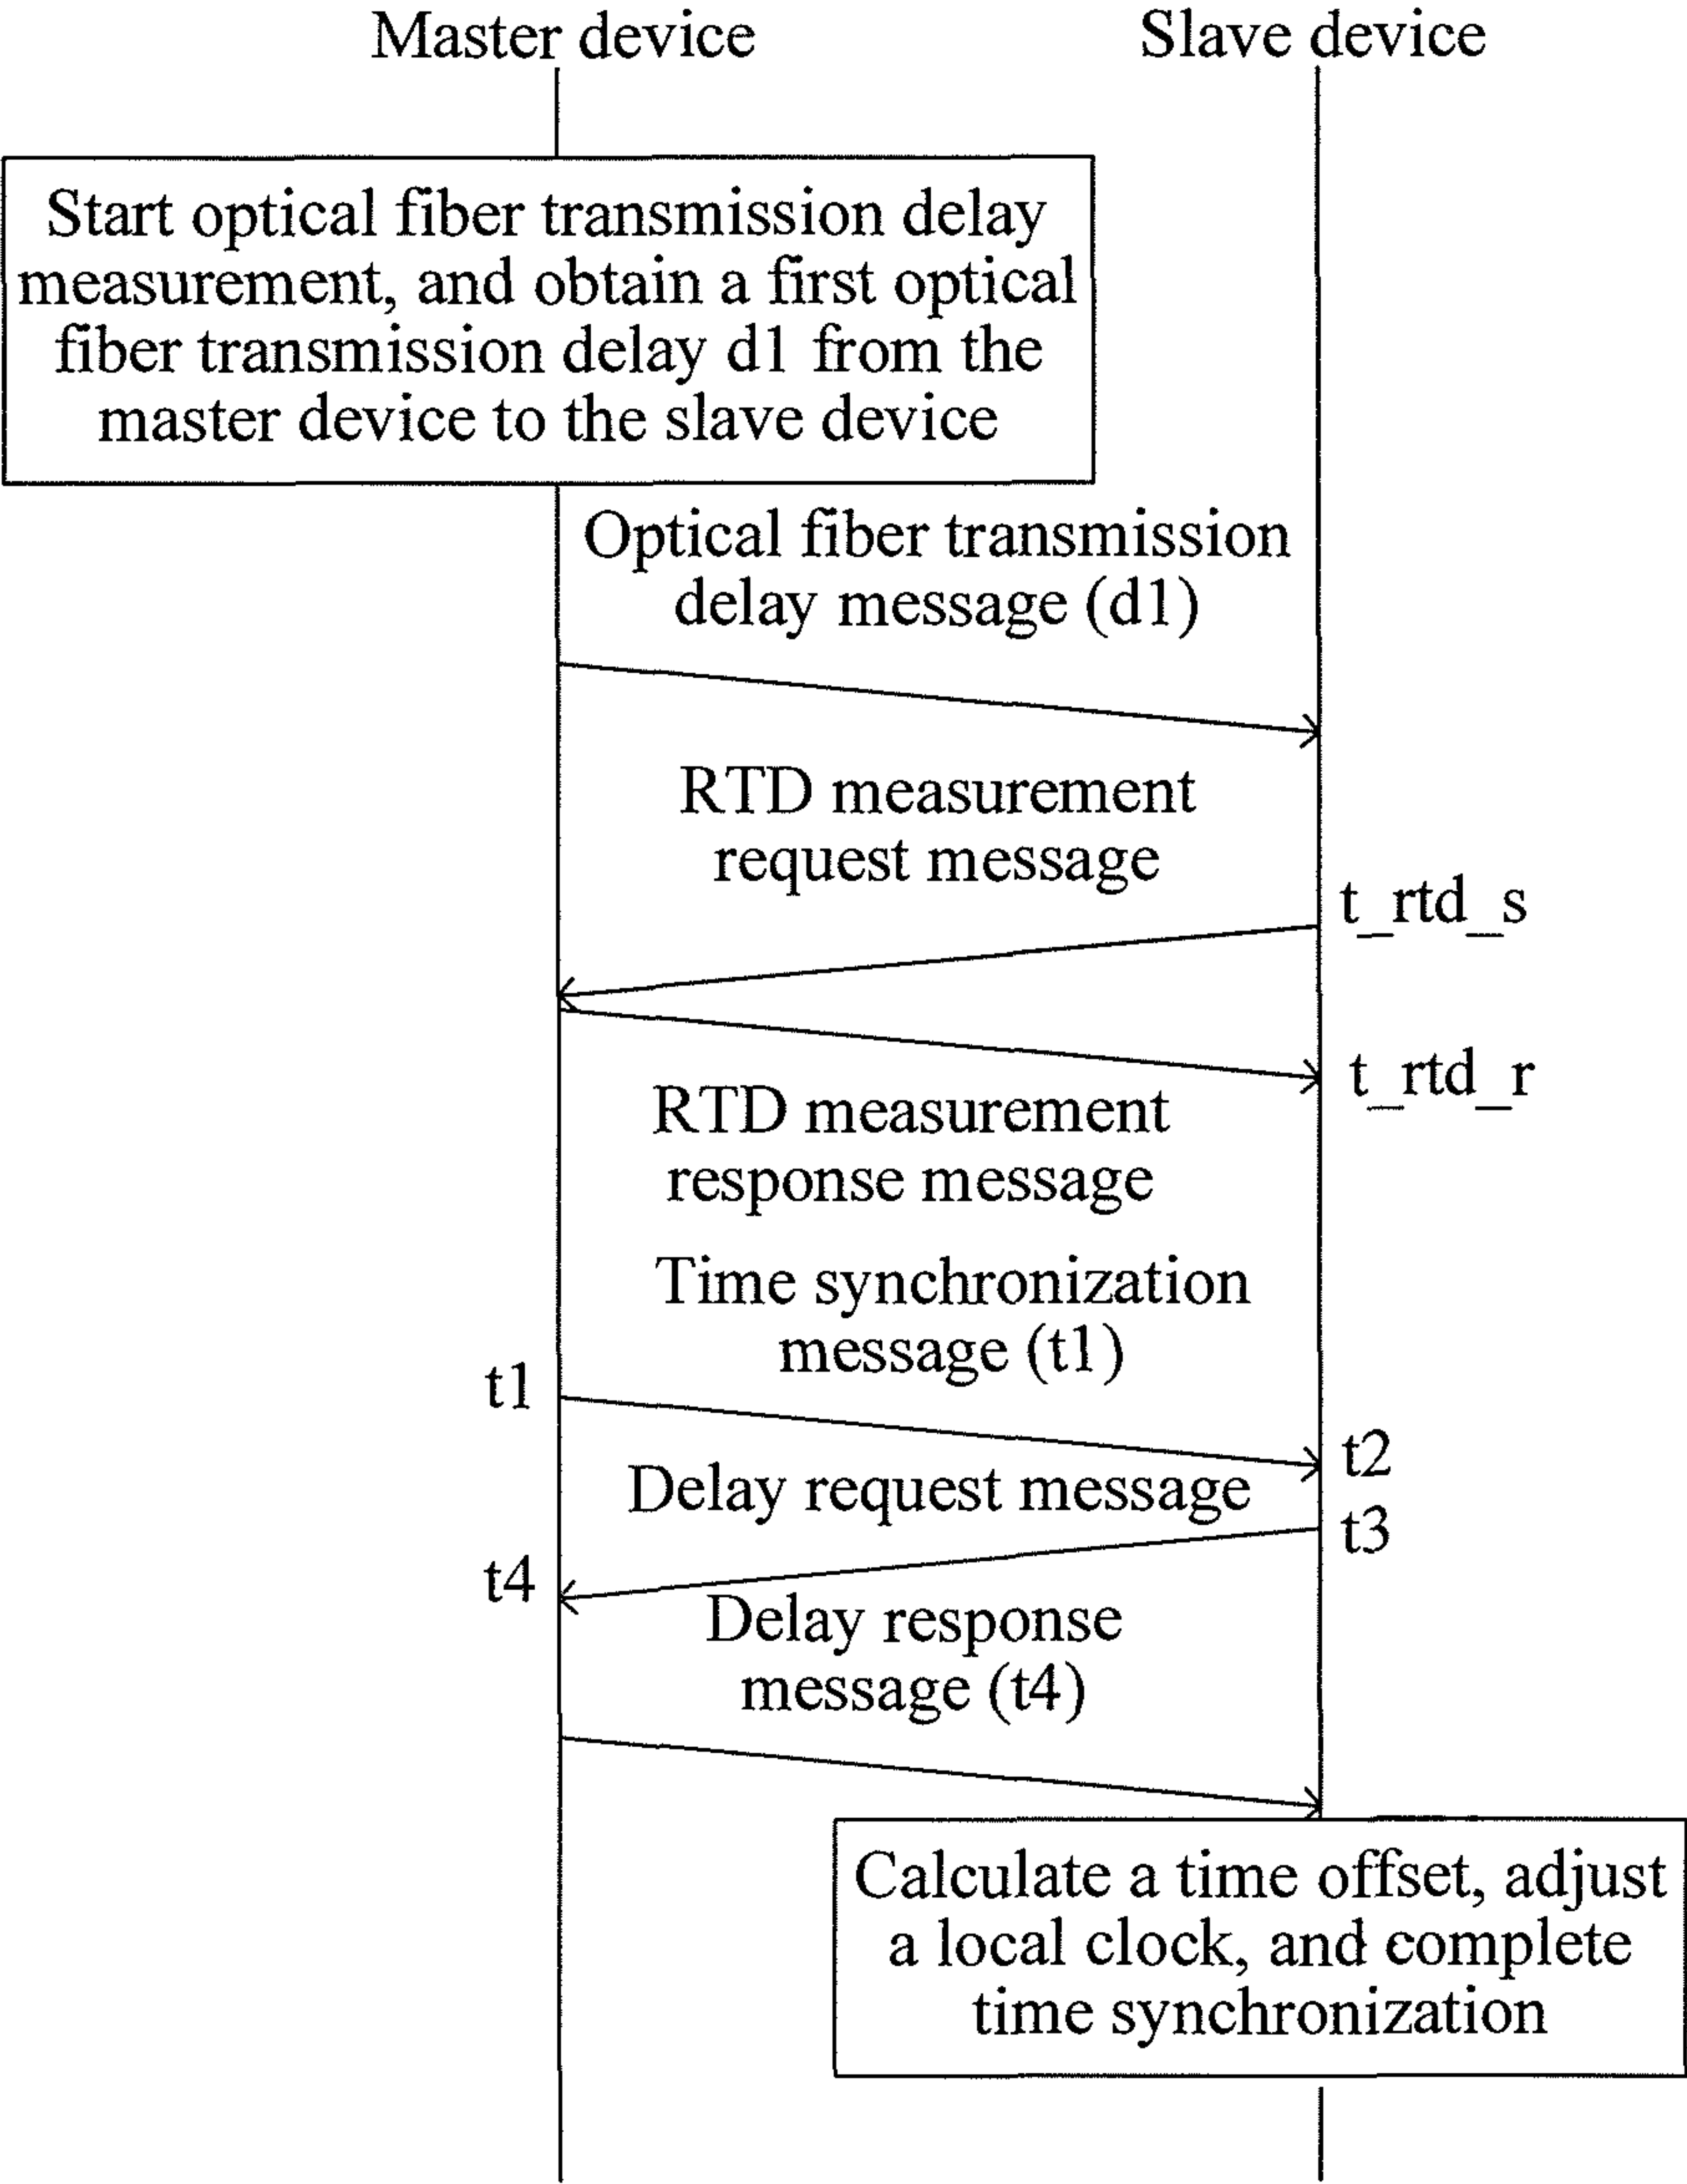 Master device
Slave device
Start optical fiber transmission delay
measurement, and obtain a first optical
fiber transmission delay d1 from the
master device to the slave device
Optical fiber transmission
delay message (d1)
RTD measurement
request message
t_rtd_s
t_rtd_r
RTD measurement
response message
Time synchronization
message (t1)
t1
t2
Delay request message
t3
t4
Delay response
message (t4)
Calculate a time offset, adjust
a local clock, and complete
time synchronization